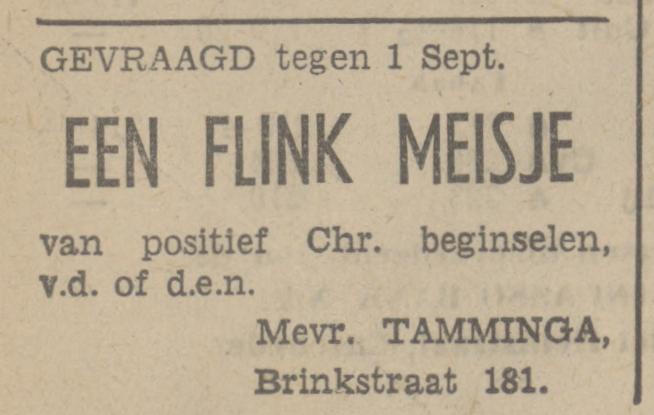 GEVRAAGD tegen 1 Sept.
EEN FLINK MEISJE
van positief Chr. beginselen,
v.d. of d.e.n.
Mevr. TAMMINGA,
Brinkstraat 181.